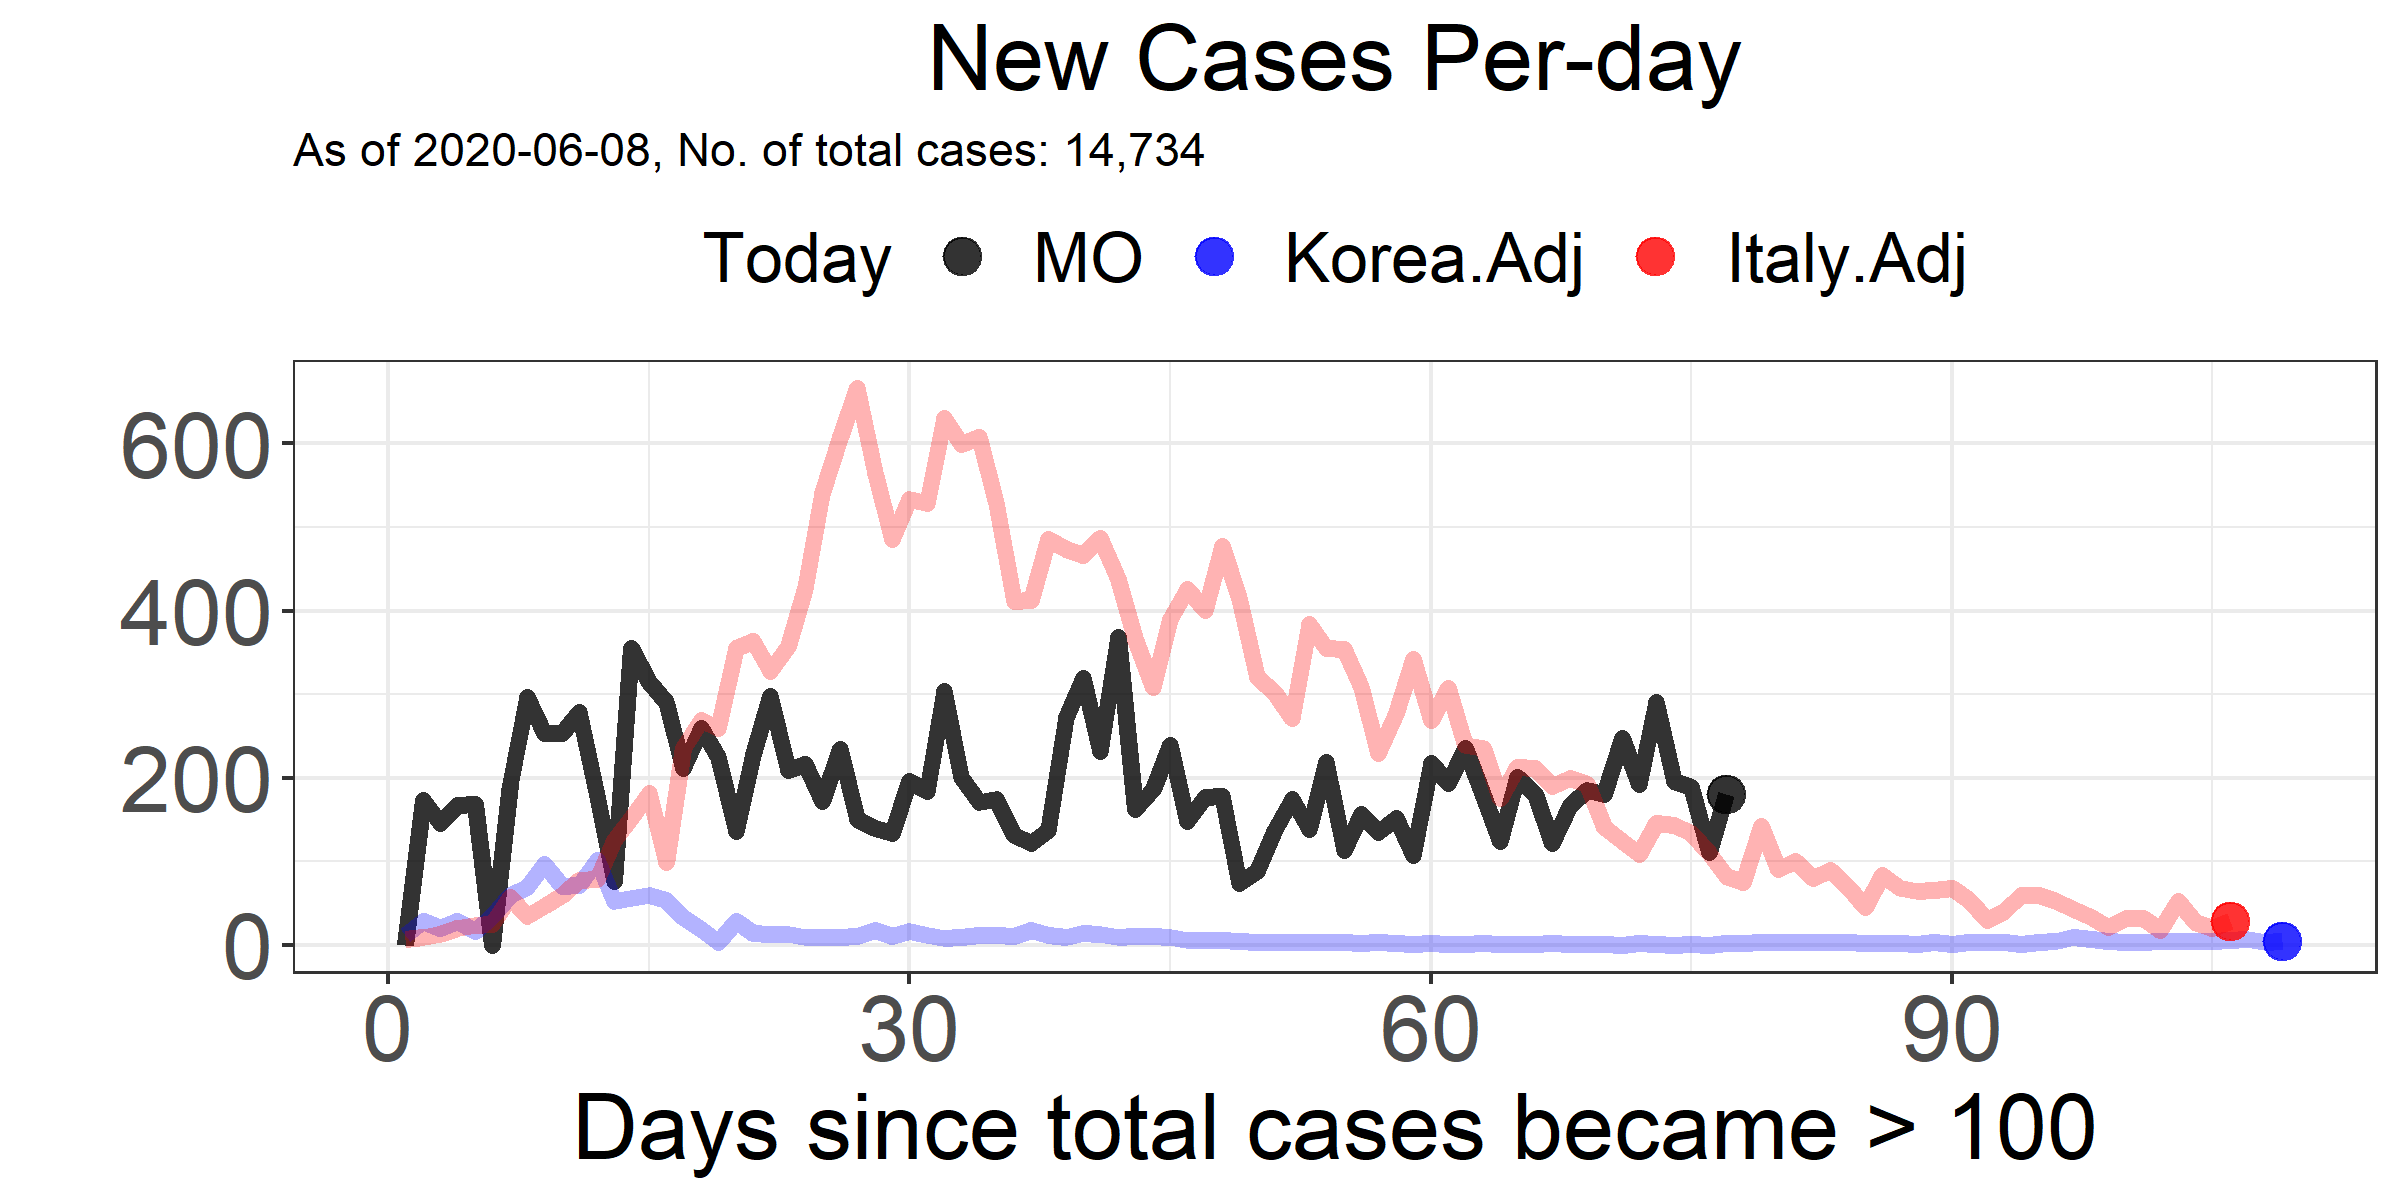 New Cases Per-day
As of 2020-06-08, No. of total cases: 14,734
Today MO Korea.Adj Italy.Adj
600
400
200
0
0 30 60 90
Days since total cases became > 100